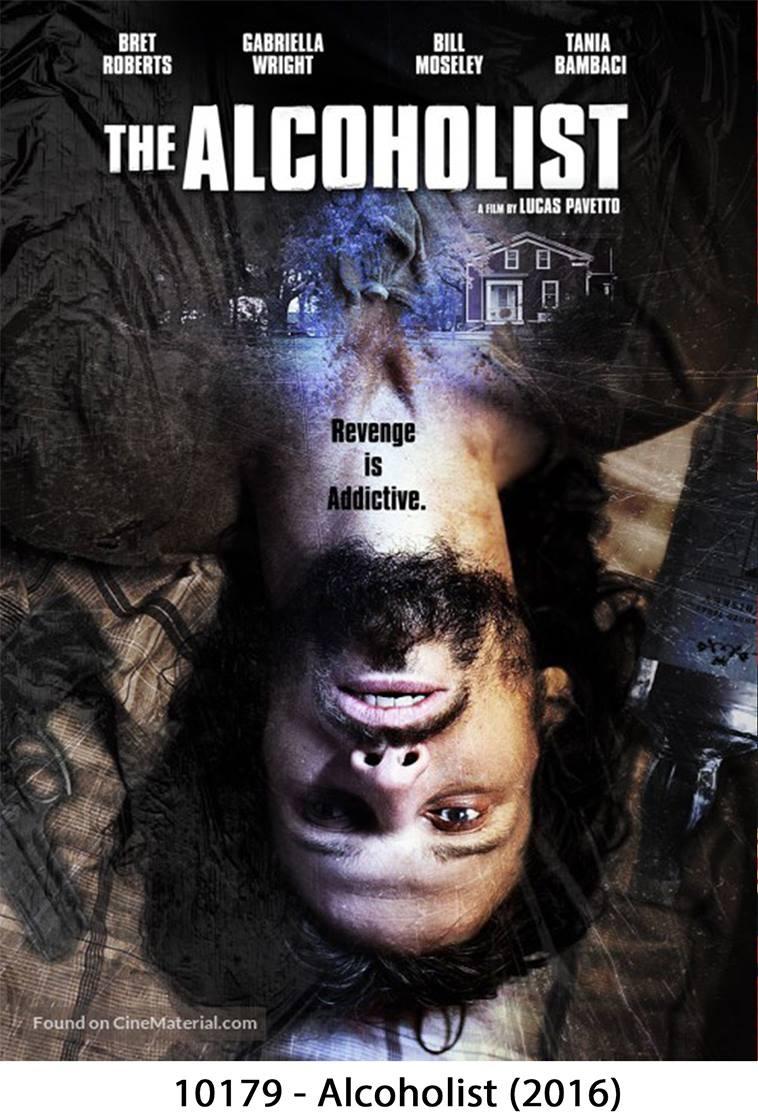 BRET GABRIELLA BILL TANIA
ROBERTS WRIGHT MOSELEY BAMBACI
THE ALCOHOLIST
A FILM BY LUCAS PAVETTO
Revenge
is
Addictive.
Found on CineMaterial.com
10179 - Alcoholist (2016)